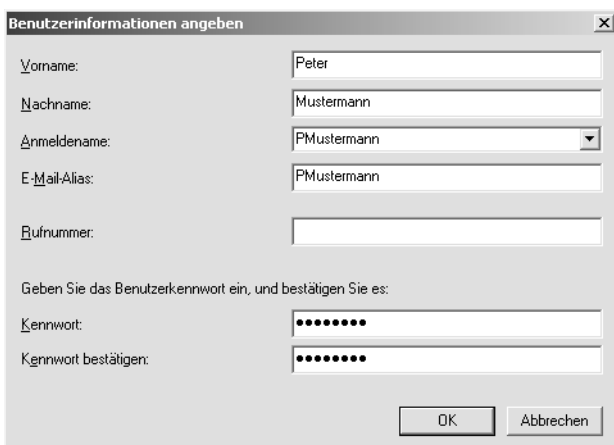 Benutzerinformationen angeben
Vorname: Peter
Nachname: Mustermann
Anmeldename: PMustermann
E-Mail-Alias: PMustermann
Rufnummer:
Geben Sie das Benutzerkennwort ein, und bestätigen Sie es:
Kennwort: ●●●●●●●●
Kennwort bestätigen: ●●●●●●●●
OK Abbrechen